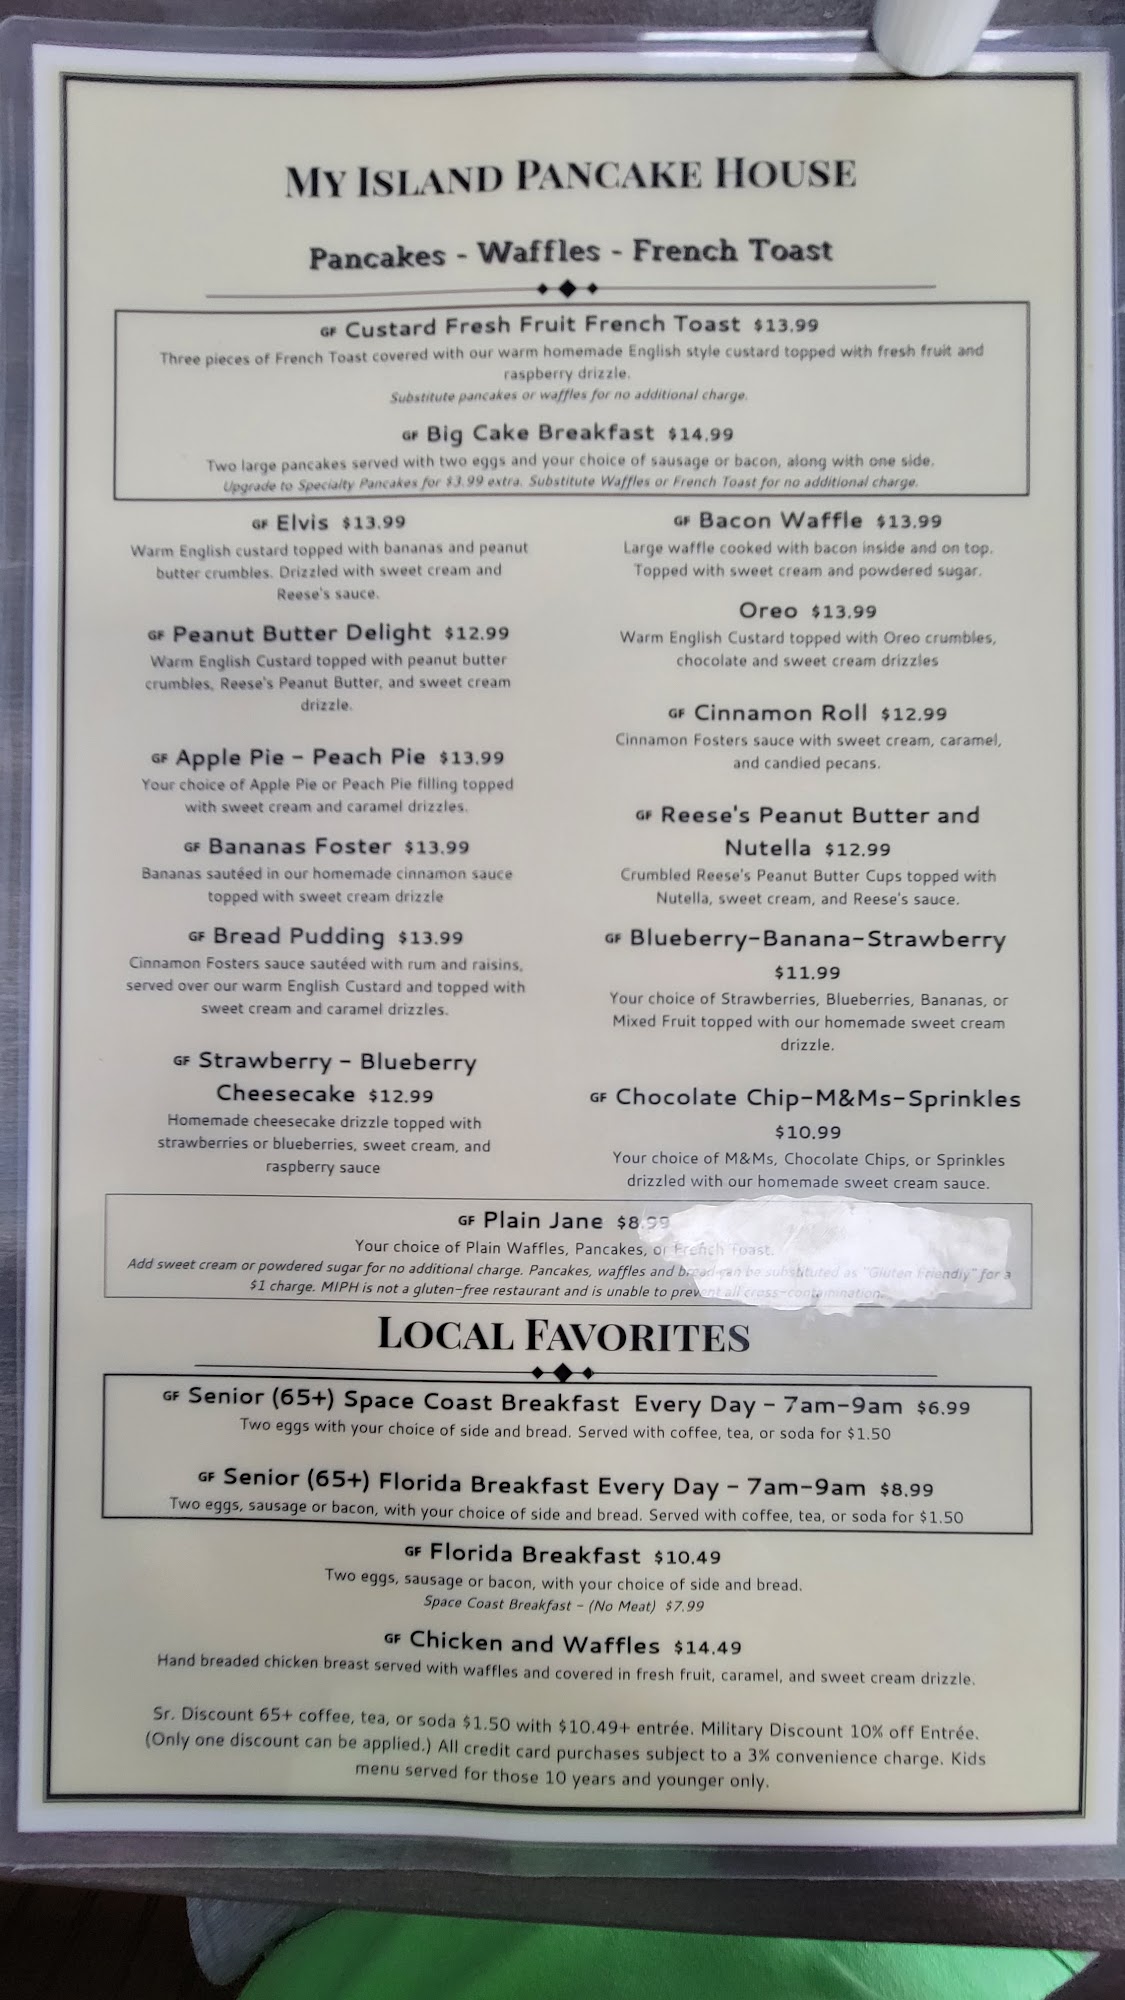 MY ISLAND PANCAKE HOUSE
Pancakes - Waffles - French Toast
GF Custard Fresh Fruit French Toast $13.99
Three pieces of French Toast covered with our warm homemade English style custard topped with fresh fruit and
raspberry drizzle.
Substitute pancakes or waffles for no additional charge.
GF Big Cake Breakfast $14.99
Two large pancakes served with two eggs and your choice of sausage or bacon, along with one side.
Upgrade to Specialty Pancakes for $3.99 extra. Substitute Waffles or French Toast for no additional charge.
GF Elvis $13.99
Warm English custard topped with bananas and peanut
butter crumbles. Drizzled with sweet cream and
Reese's sauce.
GF Peanut Butter Delight $12.99
Warm English Custard topped with peanut butter
crumbles, Reese's Peanut Butter, and sweet cream
drizzle.
GF Apple Pie - Peach Pie $13.99
Your choice of Apple Pie or Peach Pie filling topped
with sweet cream and caramel drizzles.
GF Bananas Foster $13.99
Bananas sautéed in our homemade cinnamon sauce
topped with sweet cream drizzle
GF Bread Pudding $13.99
Cinnamon Fosters sauce sautéed with rum and raisins,
served over our warm English Custard and topped with
sweet cream and caramel drizzles.
GF Strawberry - Blueberry
Cheesecake $12.99
Homemade cheesecake drizzle topped with
strawberries or blueberries, sweet cream, and
raspberry sauce
GF Bacon Waffle $13.99
Large waffle cooked with bacon inside and on top.
Topped with sweet cream and powdered sugar.
Oreo $13.99
Warm English Custard topped with Oreo crumbles,
chocolate and sweet cream drizzles
GF Cinnamon Roll $12.99
Cinnamon Fosters sauce with sweet cream, caramel,
and candied pecans.
GF Reese's Peanut Butter and
Nutella $12.99
Crumbled Reese's Peanut Butter Cups topped with
Nutella, sweet cream, and Reese's sauce.
GF Blueberry-Banana-Strawberry
$11.99
Your choice of Strawberries, Blueberries, Bananas, or
Mixed Fruit topped with our homemade sweet cream
drizzle.
GF Chocolate Chip-M&Ms-Sprinkles
$10.99
Your choice of M&Ms, Chocolate Chips, or Sprinkles
drizzled with our homemade sweet cream sauce.
GF Plain Jane $8.99
Your choice of Plain Waffles, Pancakes, or French Toast.
Add sweet cream or powdered sugar for no additional charge. Pancakes, waffles and bread can be substituted as "Gluten Friendly" for a
$1 charge. MIPH is not a gluten-free restaurant and is unable to prevent all cross-contamination.
LOCAL FAVORITES
GF Senior (65+) Space Coast Breakfast Every Day - 7am-9am $6.99
Two eggs with your choice of side and bread. Served with coffee, tea, or soda for $1.50
GF Senior (65+) Florida Breakfast Every Day - 7am-9am $8.99
Two eggs, sausage or bacon, with your choice of side and bread. Served with coffee, tea, or soda for $1.50
GF Florida Breakfast $10.49
Two eggs, sausage or bacon, with your choice of side and bread.
Space Coast Breakfast - (No Meat) $7.99
GF Chicken and Waffles $14.49
Hand breaded chicken breast served with waffles and covered in fresh fruit, caramel, and sweet cream drizzle.
Sr. Discount 65+ coffee, tea, or soda $1.50 with $10.49+ entrée. Military Discount 10% off Entrée.
(Only one discount can be applied.) All credit card purchases subject to a 3% convenience charge. Kids
menu served for those 10 years and younger only.